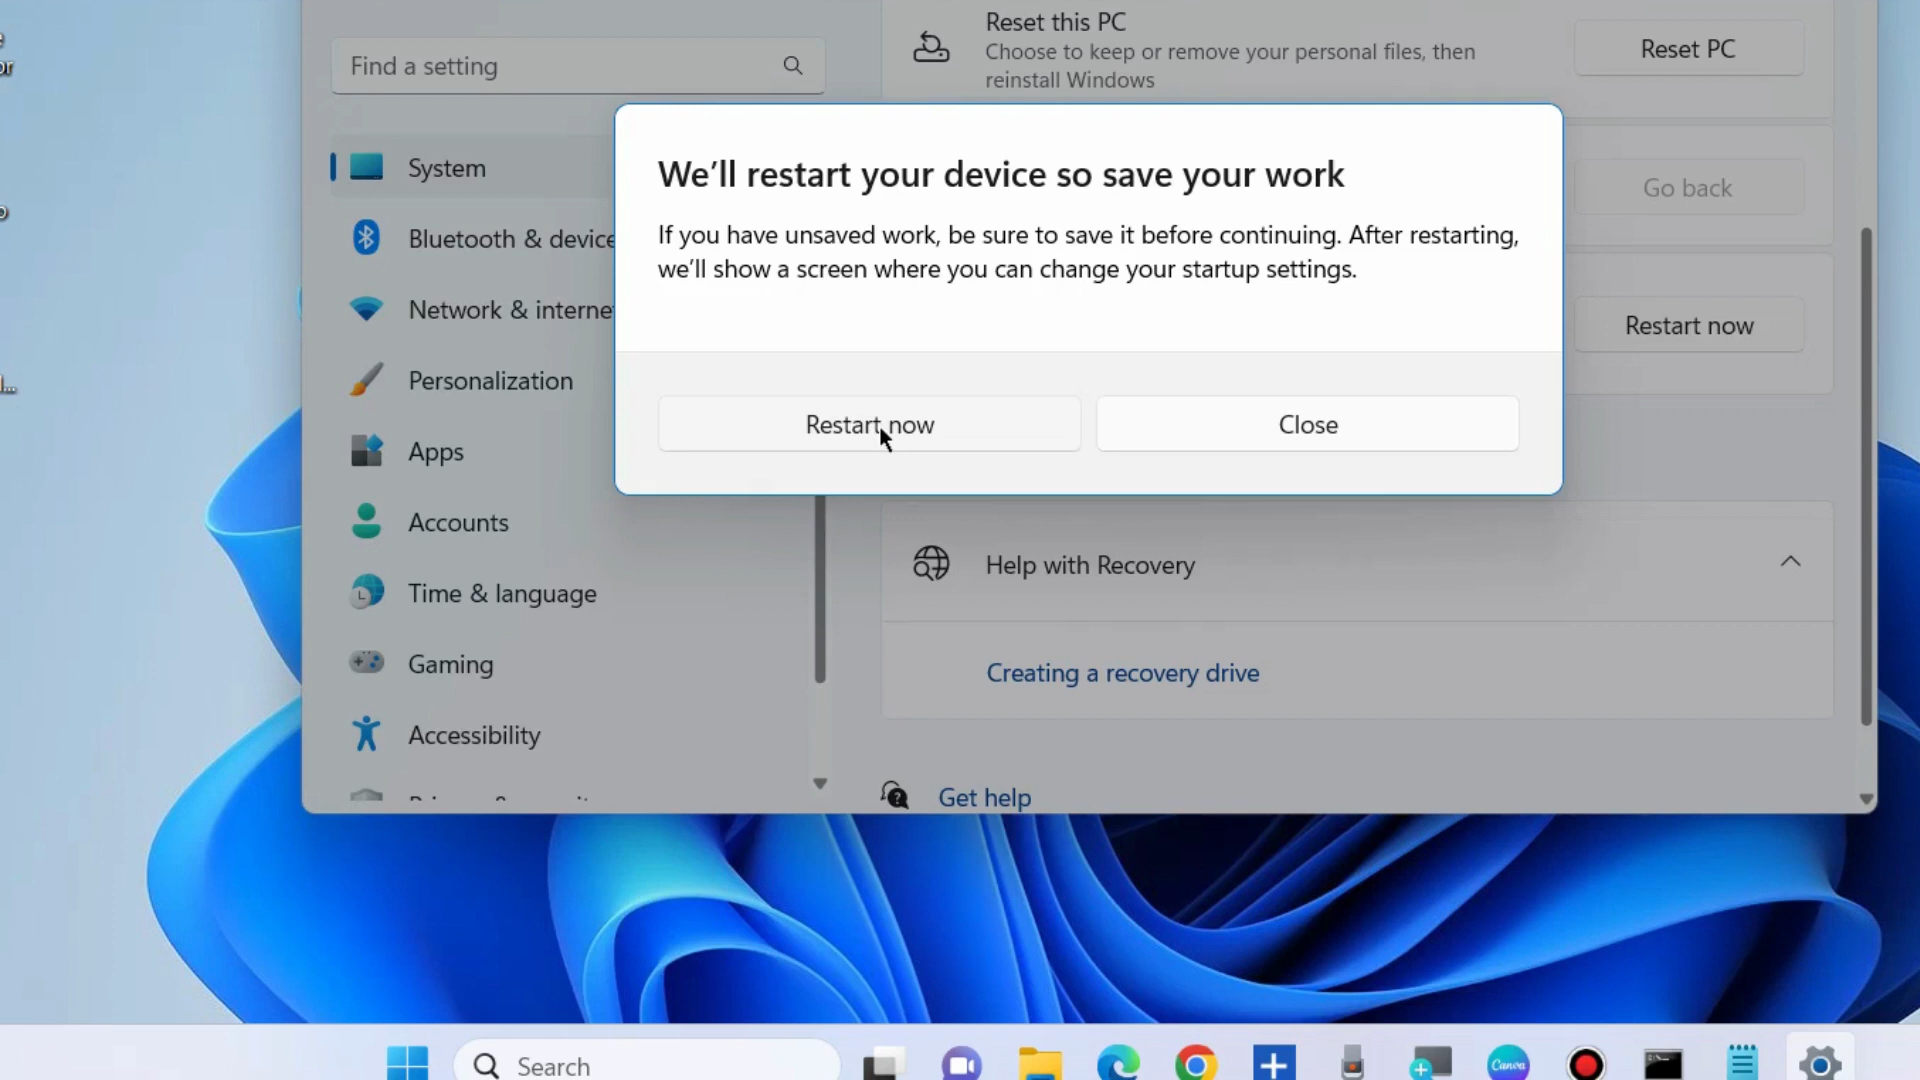 Find a setting
System
Bluetooth & device
Network & interne
Personalization
Apps
Accounts
Time & language
Gaming
Accessibility
Reset this PC
Choose to keep or remove your personal files, then
reinstall Windows
Reset PC
Go back
Restart now
We'll restart your device so save your work
If you have unsaved work, be sure to save it before continuing. After restarting,
we'll show a screen where you can change your startup settings.
Restart now
Close
Help with Recovery
Creating a recovery drive
Get help
Search
Canva